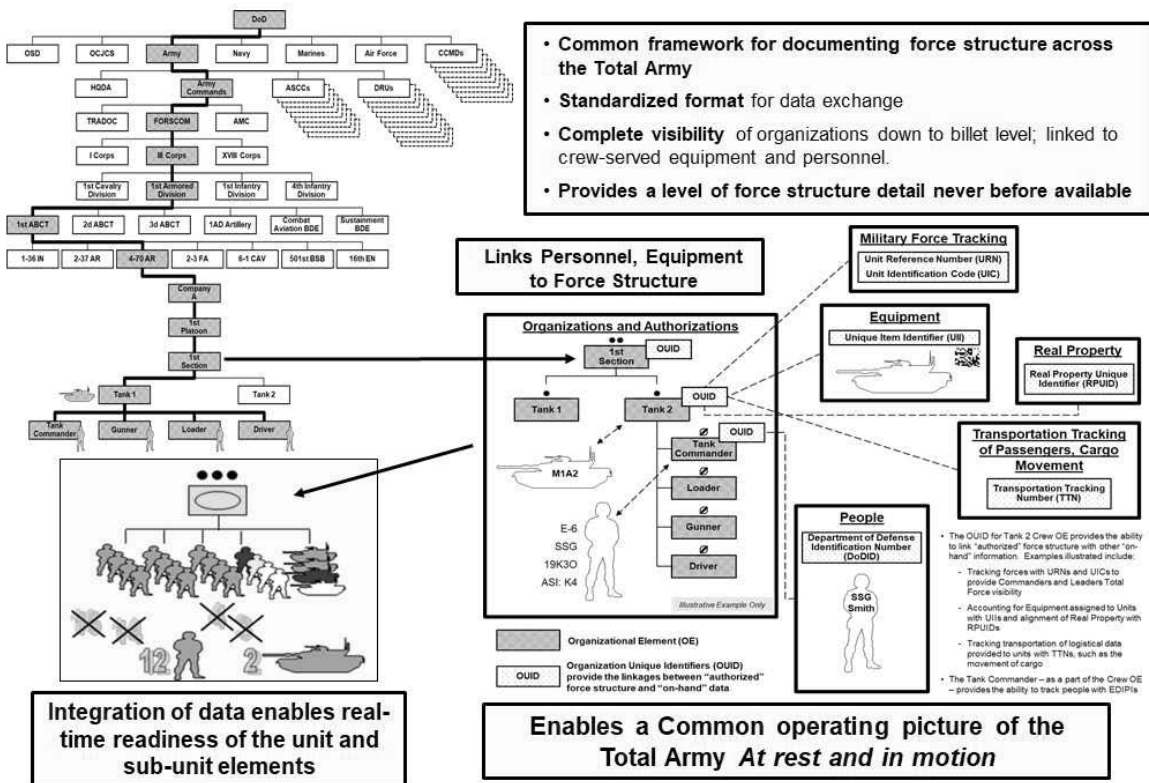 DoD
OSD
OCJCS
Army
Navy
Marines
Air Force
CCMDs
HQDA
Army
Commands
ASCCs
DRUs
TRADOC
FORSCOM
AMC
I Corps
III Corps
XVIII Corps
1st Cavalry
Division
1st Armored
Division
1st Infantry
Division
4th Infantry
Division
1st ABCT
2d ABCT
3d ABCT
1AD Artillery
Combat
Aviation BDE
Sustainment
BDE
1-36 IN
2-37 AR
4-70 AR
2-3 FA
6-1 CAV
501st BSB
16th EN
Company
A
1st
Platoon
1st
Section
Tank 1
Tank 2
Tank
Commander
Gunner
Loader
Driver
• Common framework for documenting force structure across
the Total Army
• Standardized format for data exchange
• Complete visibility of organizations down to billet level; linked to
crew-served equipment and personnel.
• Provides a level of force structure detail never before available
Links Personnel, Equipment
to Force Structure
Organizations and Authorizations
1st
Section
OUID
Tank 1
Tank 2
OUID
Tank
Commander
OUID
M1A2
Loader
Gunner
Driver
E-6
SSG
19K3O
ASI: K4
Illustrative Example Only
Organizational Element (OE)
OUID
Organization Unique Identifiers (OUID)
provide the linkages between "authorized"
force structure and "on-hand" data
Military Force Tracking
Unit Reference Number (URN)
Unit Identification Code (UIC)
Equipment
Unique Item Identifier (UII)
Real Property
Real Property Unique
Identifier (RPUID)
Transportation Tracking
of Passengers, Cargo
Movement
Transportation Tracking
Number (TTN)
People
Department of Defense
Identification Number
(DoDID)
SSG
Smith
• The OUID for Tank 2 Crew OE provides the ability
to link "authorized" force structure with other "on-
hand" information. Examples illustrated include:
- Tracking forces with URNs and UICs to
provide Commanders and Leaders Total
Force visibility
- Accounting for Equipment assigned to Units
with UIIs and alignment of Real Property with
RPUIDs
- Tracking transportation of logistical data
provided to units with TTNs, such as the
movement of cargo
• The Tank Commander – as a part of the Crew OE
– provides the ability to track people with EDIPIs
12
2
Integration of data enables real-
time readiness of the unit and
sub-unit elements
Enables a Common operating picture of the
Total Army At rest and in motion